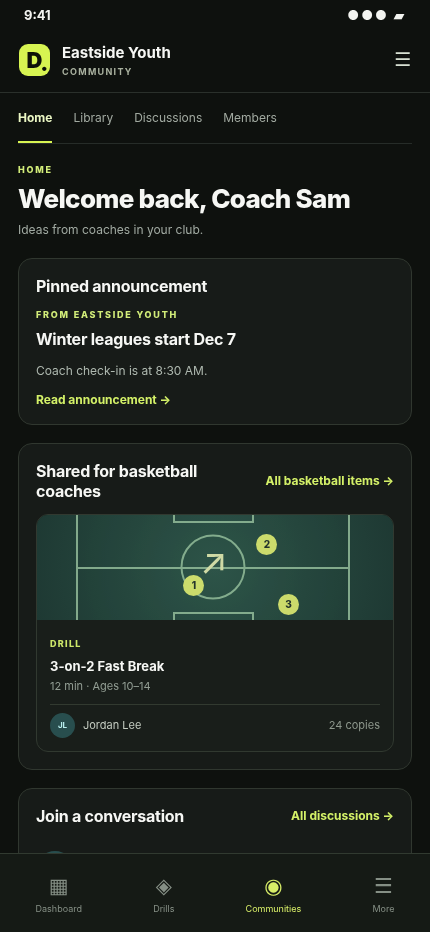 9:41
D.
Eastside Youth
COMMUNITY
Home Library Discussions Members
HOME
Welcome back, Coach Sam
Ideas from coaches in your club.
Pinned announcement
FROM EASTSIDE YOUTH
Winter leagues start Dec 7
Coach check-in is at 8:30 AM.
Read announcement →
Shared for basketball
coaches
All basketball items →
2
1
3
DRILL
3-on-2 Fast Break
12 min · Ages 10–14
JL Jordan Lee 24 copies
Join a conversation All discussions →
Dashboard Drills Communities More